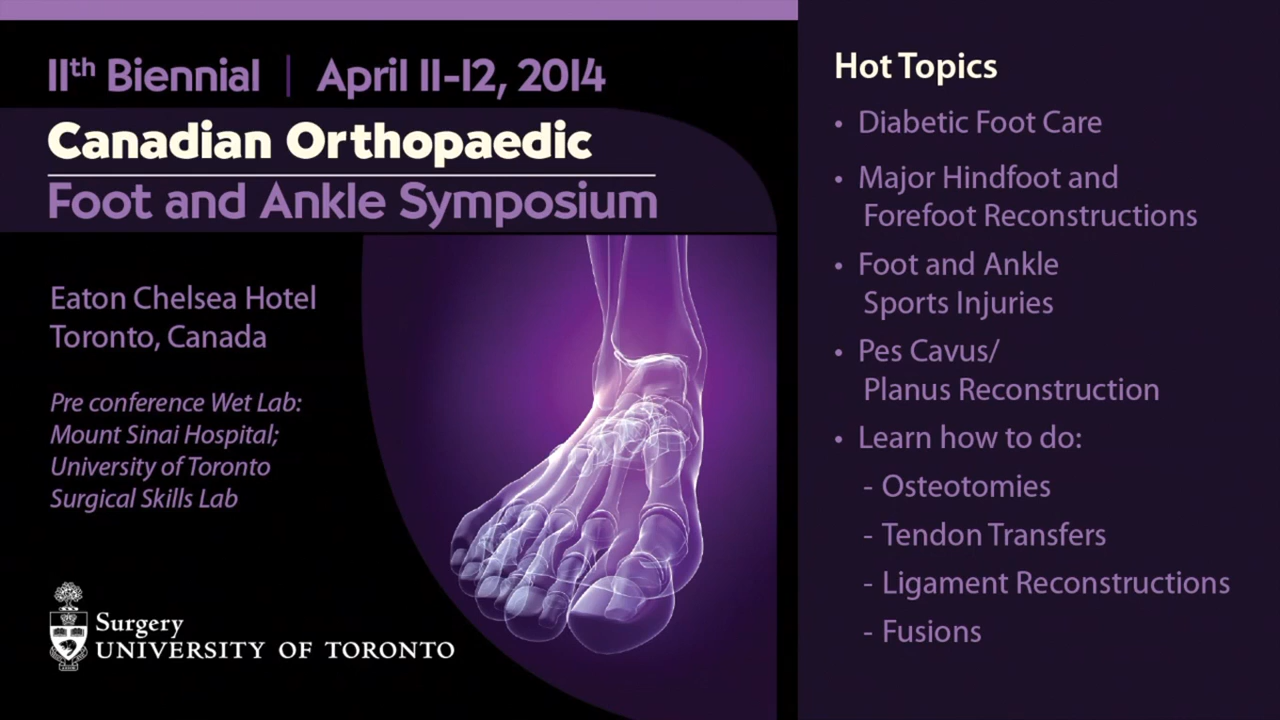 11th Biennial | April 11-12, 2014
Canadian Orthopaedic
Foot and Ankle Symposium
Eaton Chelsea Hotel
Toronto, Canada
Pre conference Wet Lab:
Mount Sinai Hospital;
University of Toronto
Surgical Skills Lab
Surgery
UNIVERSITY OF TORONTO
Hot Topics
• Diabetic Foot Care
• Major Hindfoot and
Forefoot Reconstructions
• Foot and Ankle
Sports Injuries
• Pes Cavus/
Planus Reconstruction
• Learn how to do:
- Osteotomies
- Tendon Transfers
- Ligament Reconstructions
- Fusions